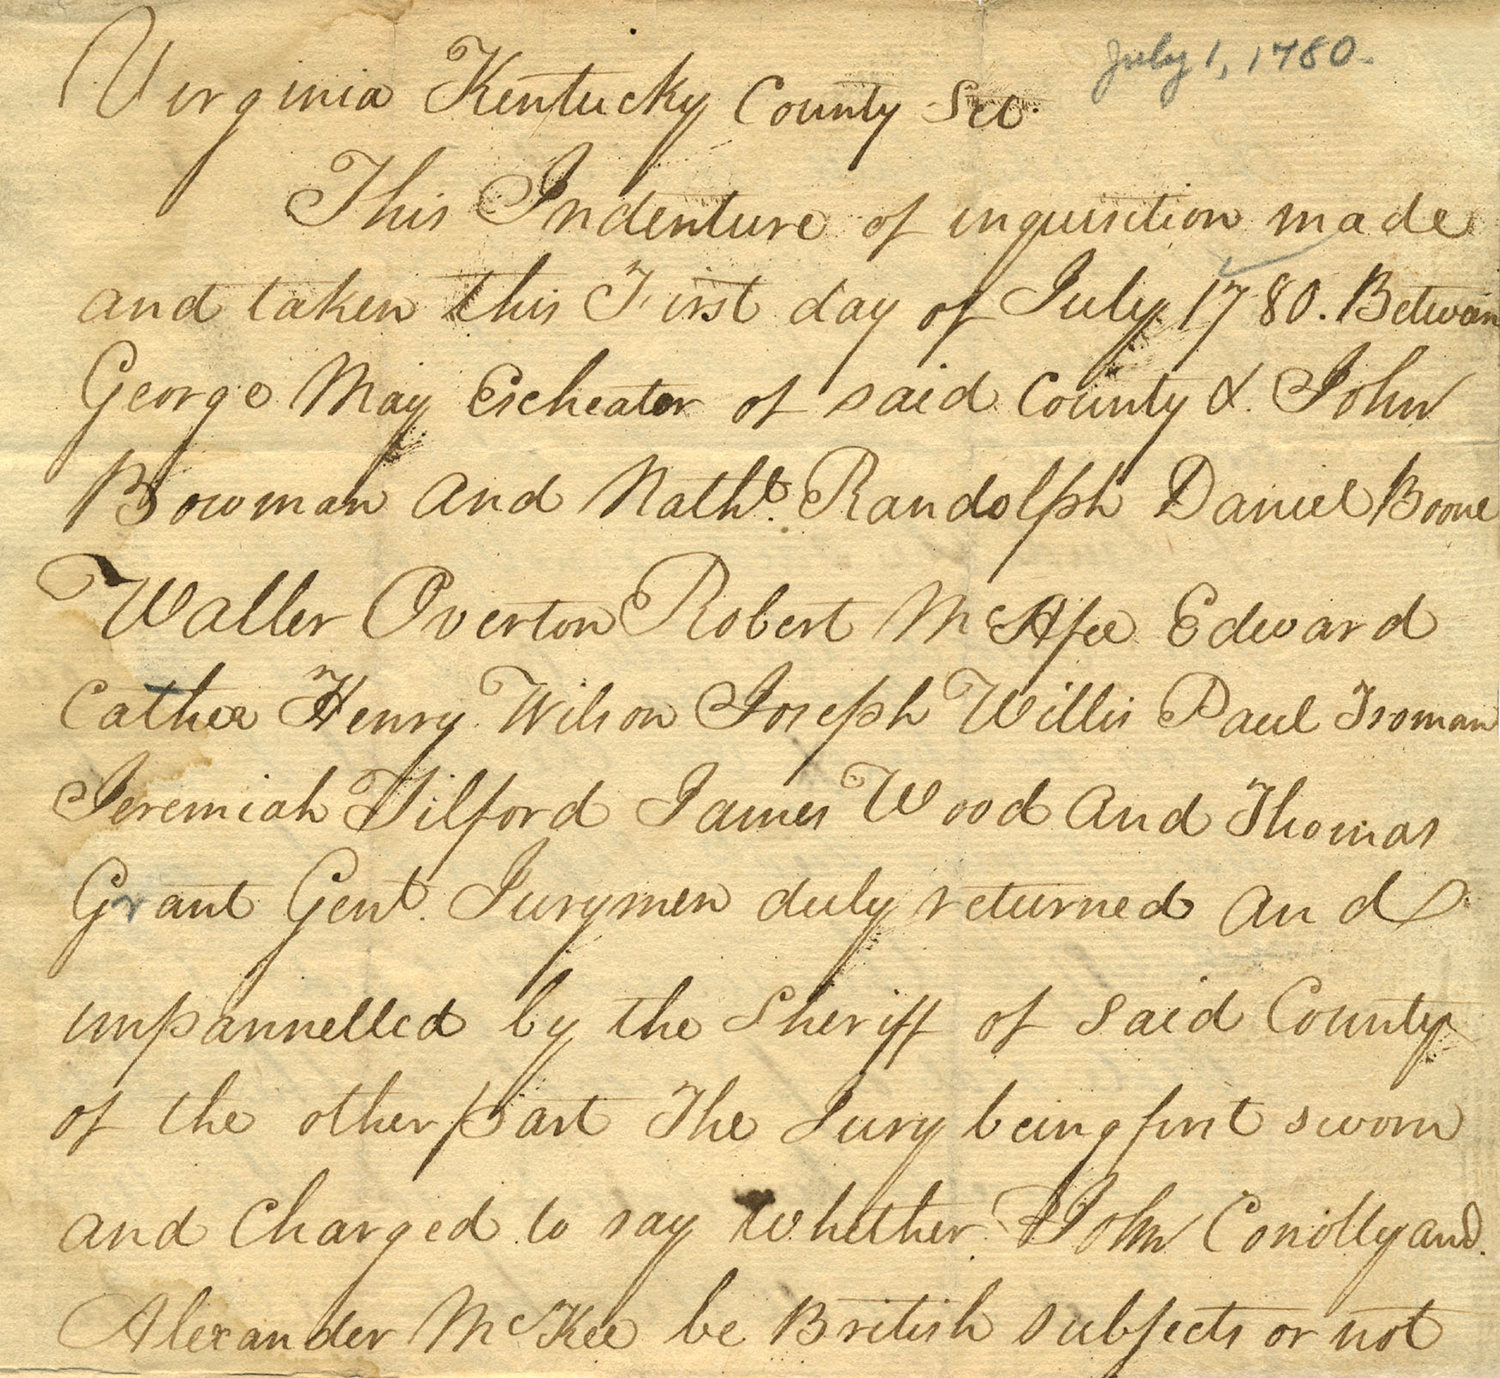 July 1, 1780.
Virginia Kentucky County Sct.
This Indenture of inquisition made
and taken this First day of July 1780. Between
George May Escheator of said County & John
Bowman and Nathl. Randolph Daniel Boone
Waller Overton Robert McAfee Edward
Cather Henry Wilson Joseph Willis Paul Froman
Jeremiah Tilford James Wood and Thomas
Grant Gent. Jurymen duly returned and
impannelled by the Sheriff of said County
of the other part The Jury being first sworn
and Charged to say whether John Conolly and
Alexander McKee be British subjects or not